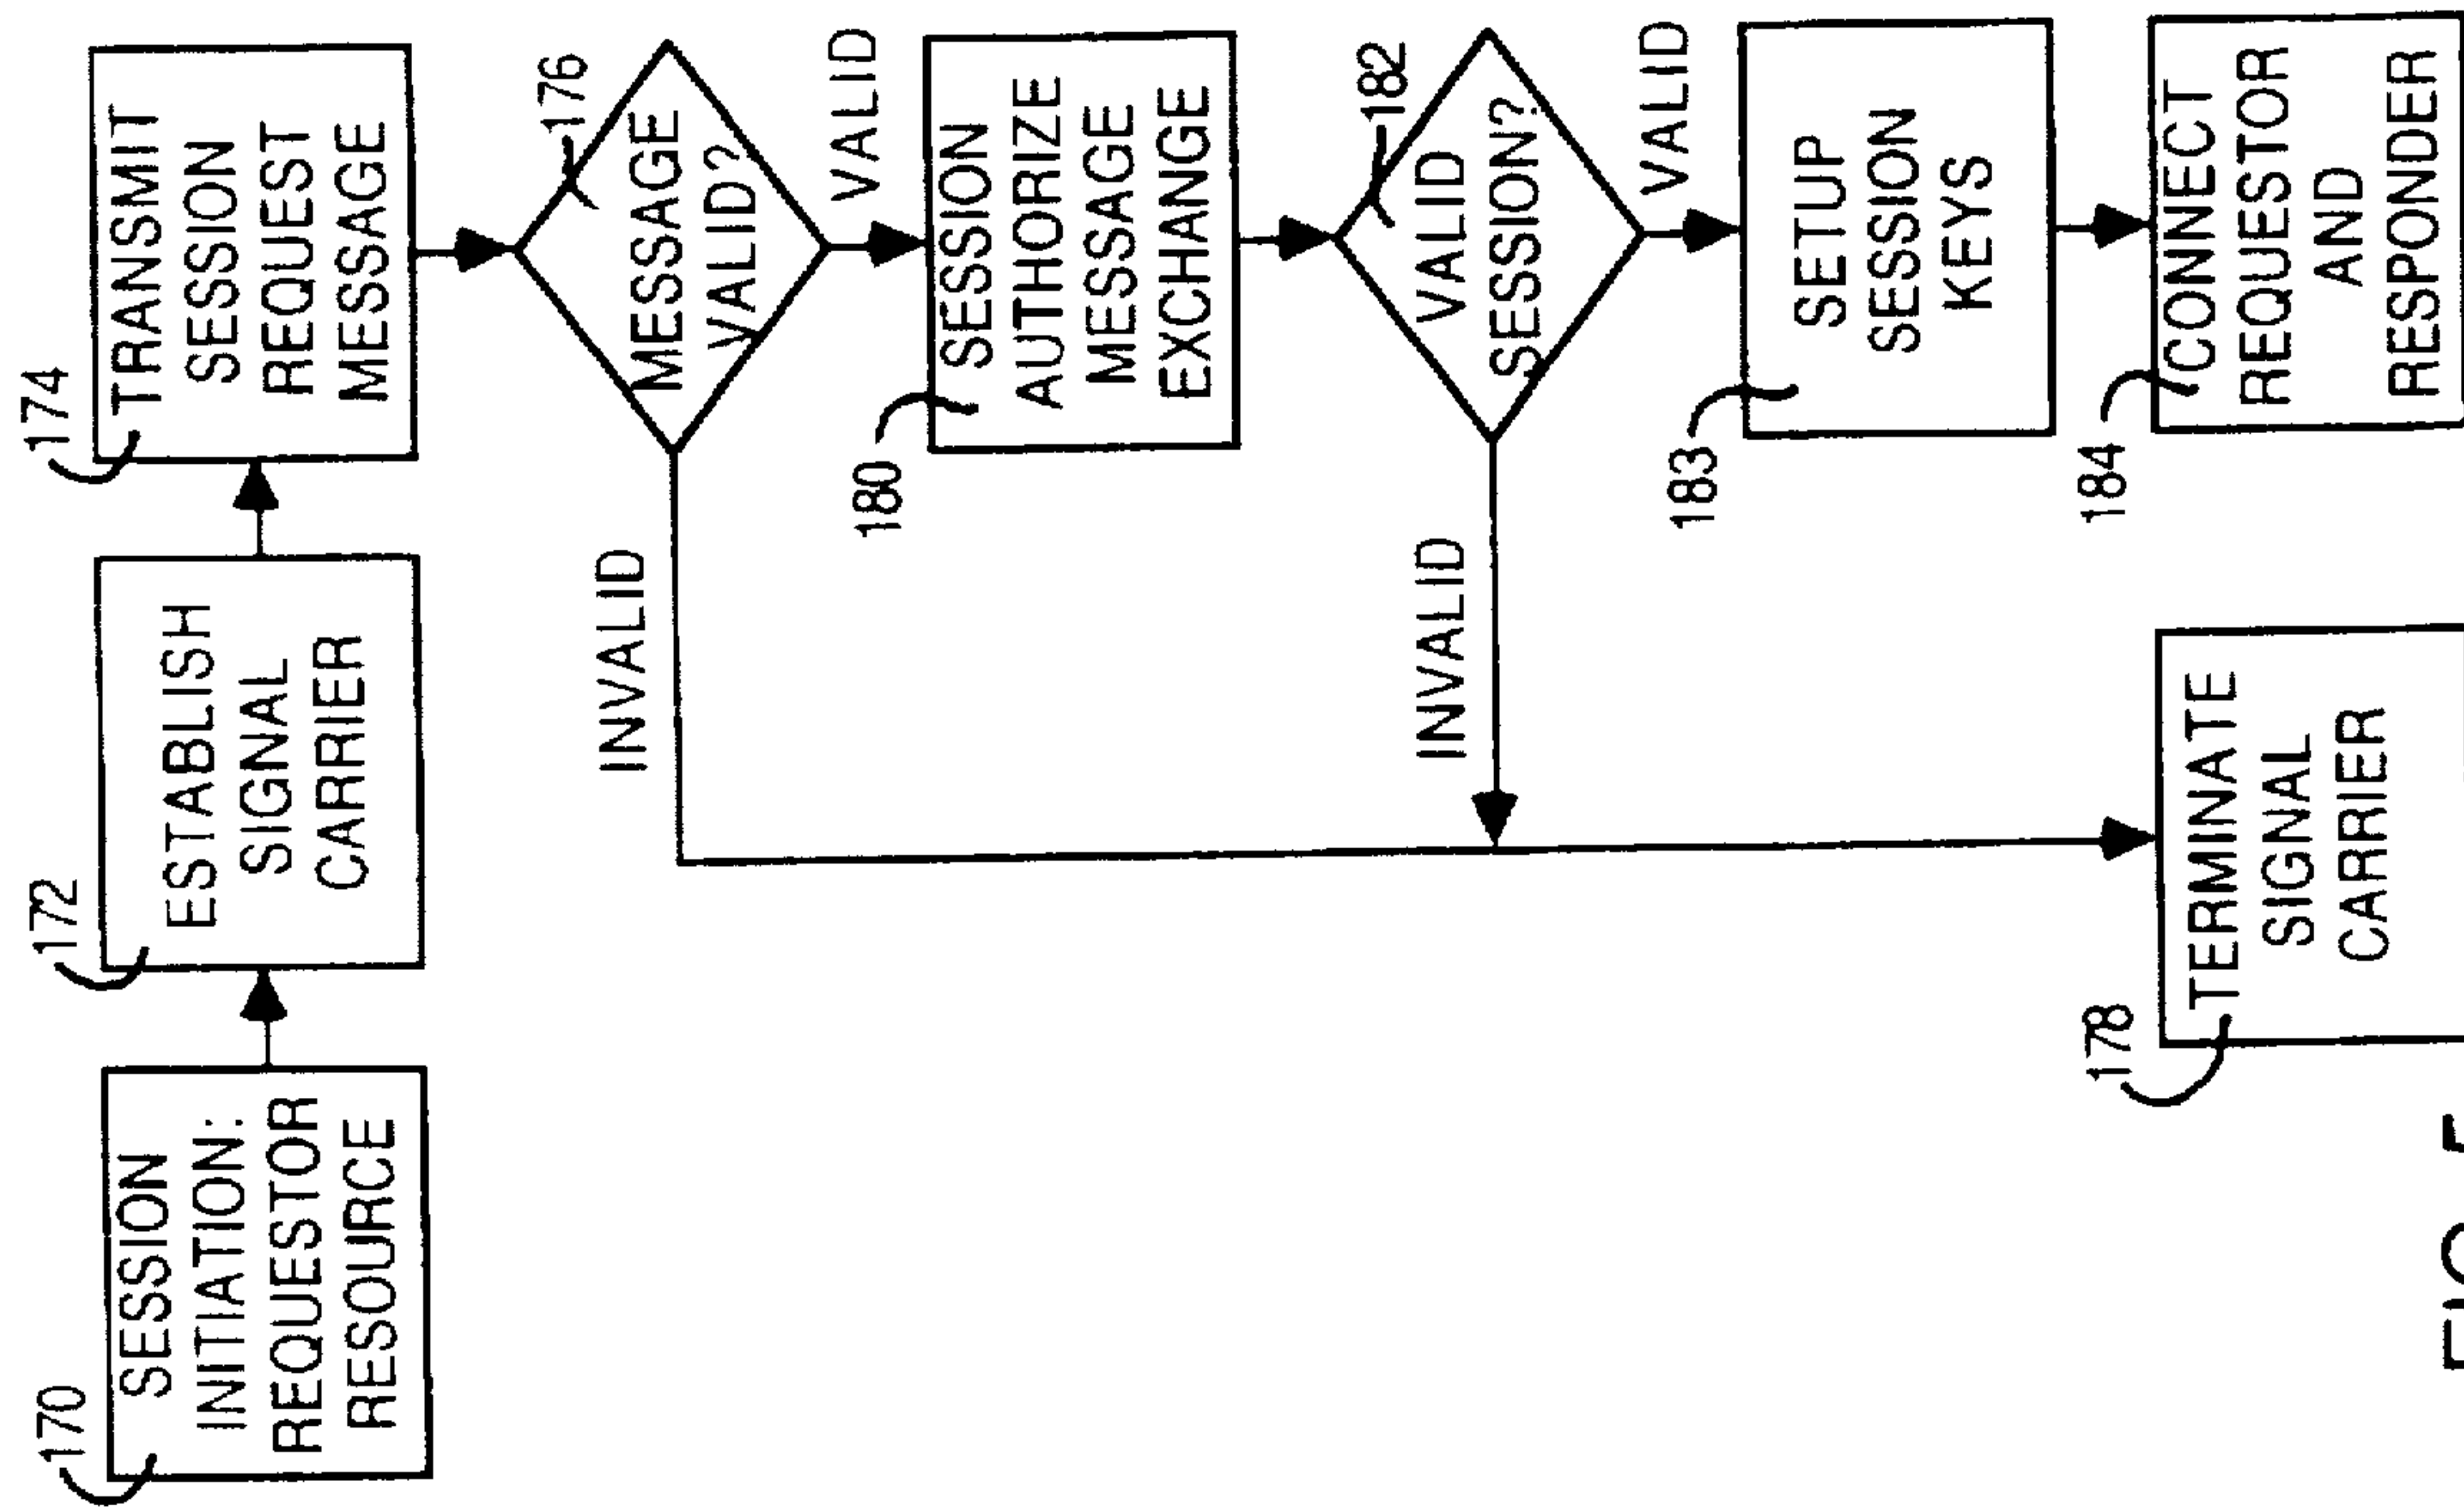 170
SESSION
INITIATION:
REQUESTOR
RESOURCE
172
ESTABLISH
SIGNAL
CARRIER
174
TRANSMIT
SESSION
REQUEST
MESSAGE
176
MESSAGE
VALID?
INVALID
VALID
180
SESSION
AUTHORIZE
MESSAGE
EXCHANGE
182
VALID
SESSION?
INVALID
VALID
183
SETUP
SESSION
KEYS
178
TERMINATE
SIGNAL
CARRIER
184
CONNECT
REQUESTOR
AND
RESPONDER